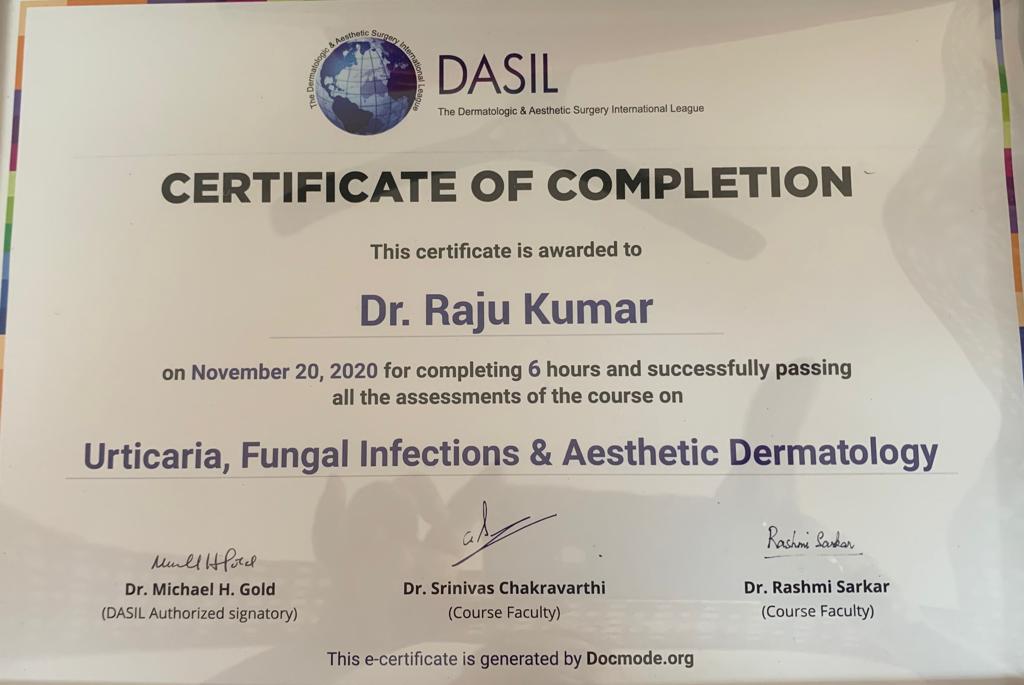 The Dermatologic & Aesthetic Surgery International League
DASIL
The Dermatologic & Aesthetic Surgery International League
CERTIFICATE OF COMPLETION
This certificate is awarded to
Dr. Raju Kumar
on November 20, 2020 for completing 6 hours and successfully passing
all the assessments of the course on
Urticaria, Fungal Infections & Aesthetic Dermatology
Rashmi Sarkar
Dr. Michael H. Gold
Dr. Srinivas Chakravarthi
Dr. Rashmi Sarkar
(DASIL Authorized signatory)
(Course Faculty)
(Course Faculty)
This e-certificate is generated by Docmode.org